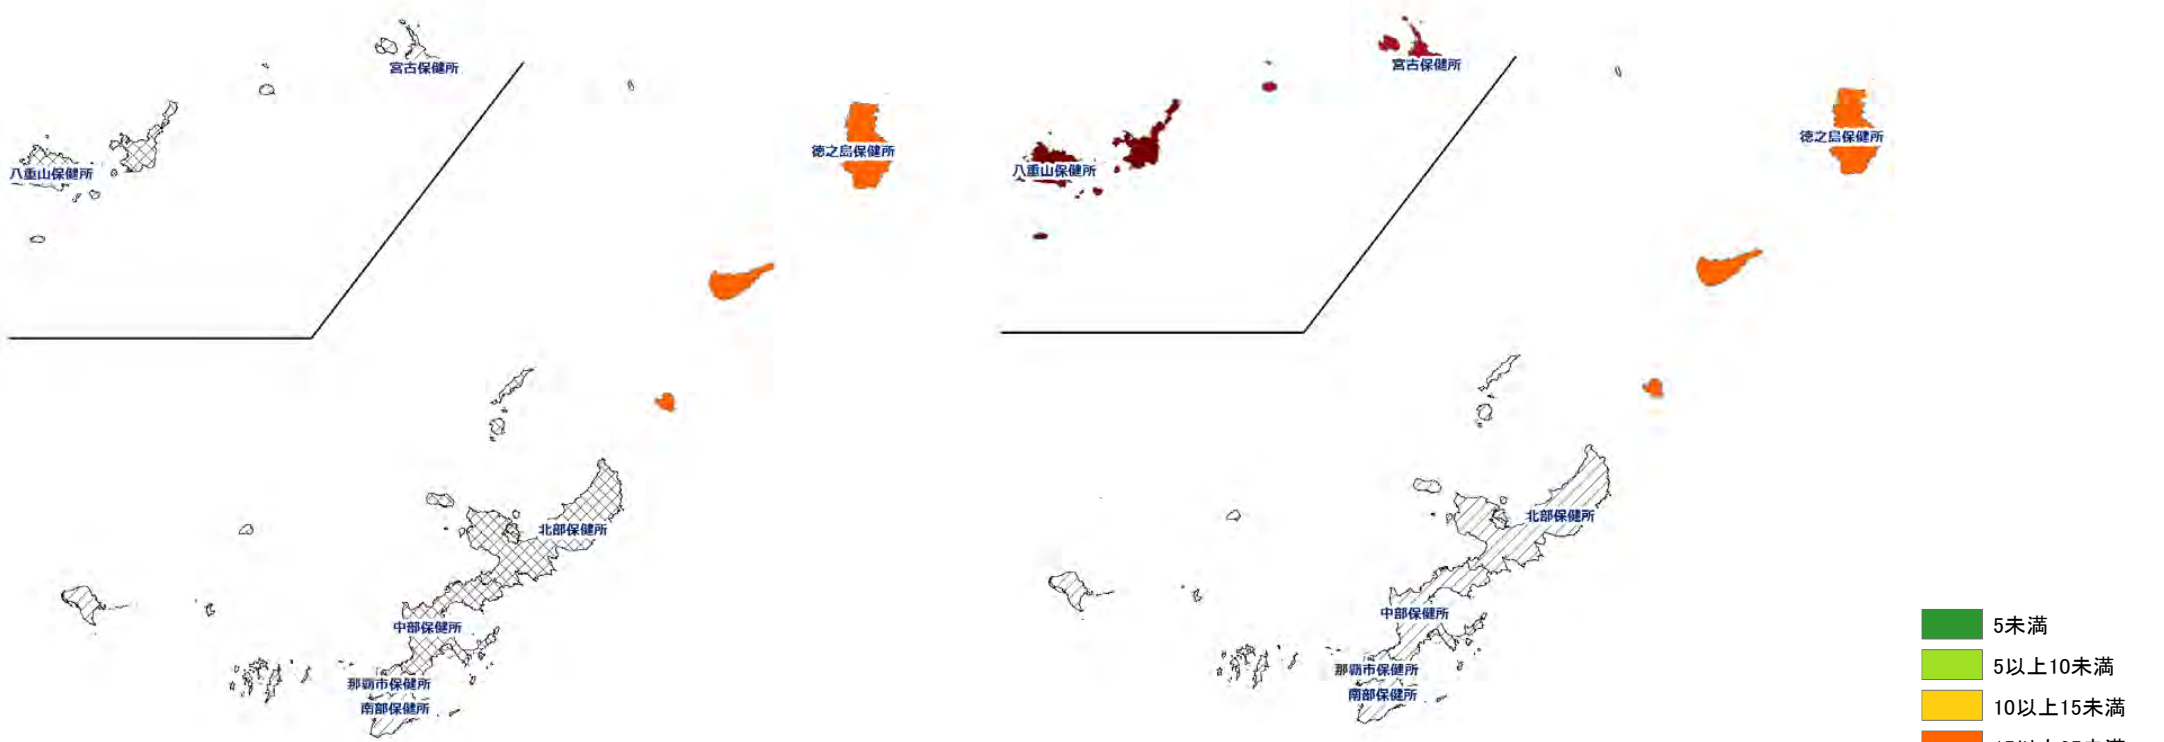 宮古保健所
八重山保健所
徳之島保健所
北部保健所
中部保健所
那覇市保健所
南部保健所
宮古保健所
八重山保健所
徳之島保健所
北部保健所
中部保健所
那覇市保健所
南部保健所
5未満
5以上10未満
10以上15未満